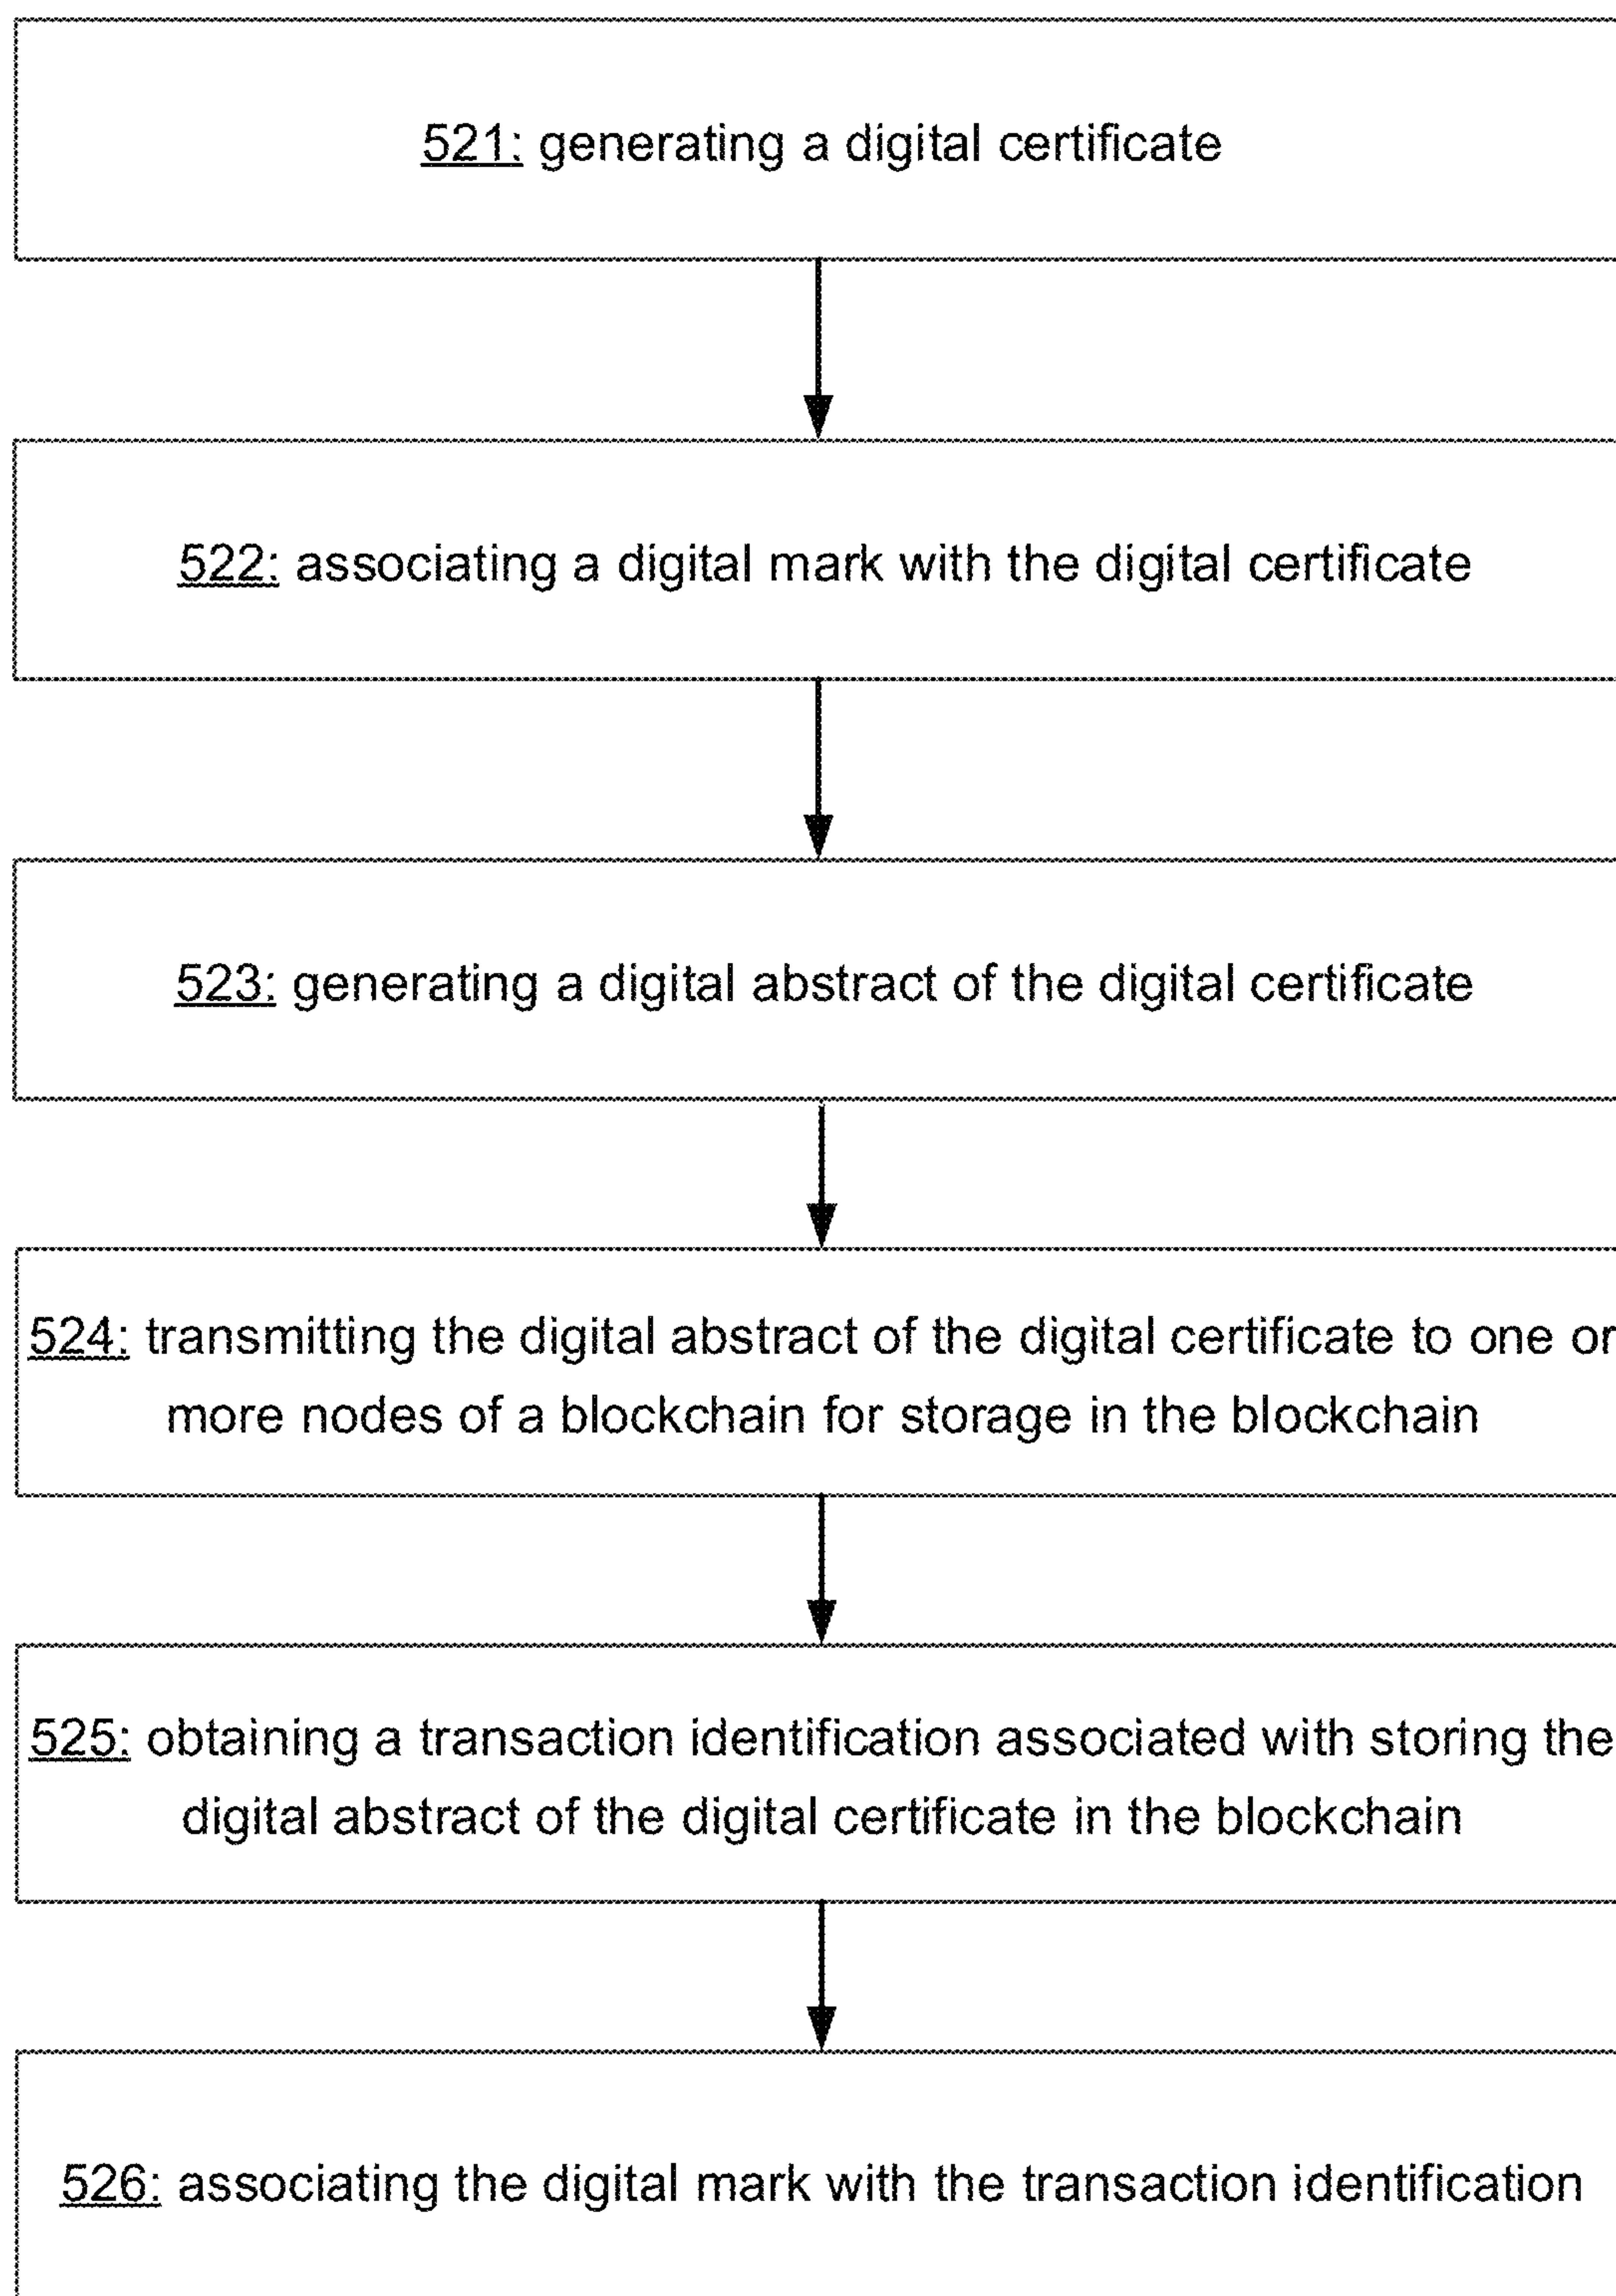 521: generating a digital certificate
522: associating a digital mark with the digital certificate
523: generating a digital abstract of the digital certificate
524: transmitting the digital abstract of the digital certificate to one or
more nodes of a blockchain for storage in the blockchain
525: obtaining a transaction identification associated with storing the
digital abstract of the digital certificate in the blockchain
526: associating the digital mark with the transaction identification